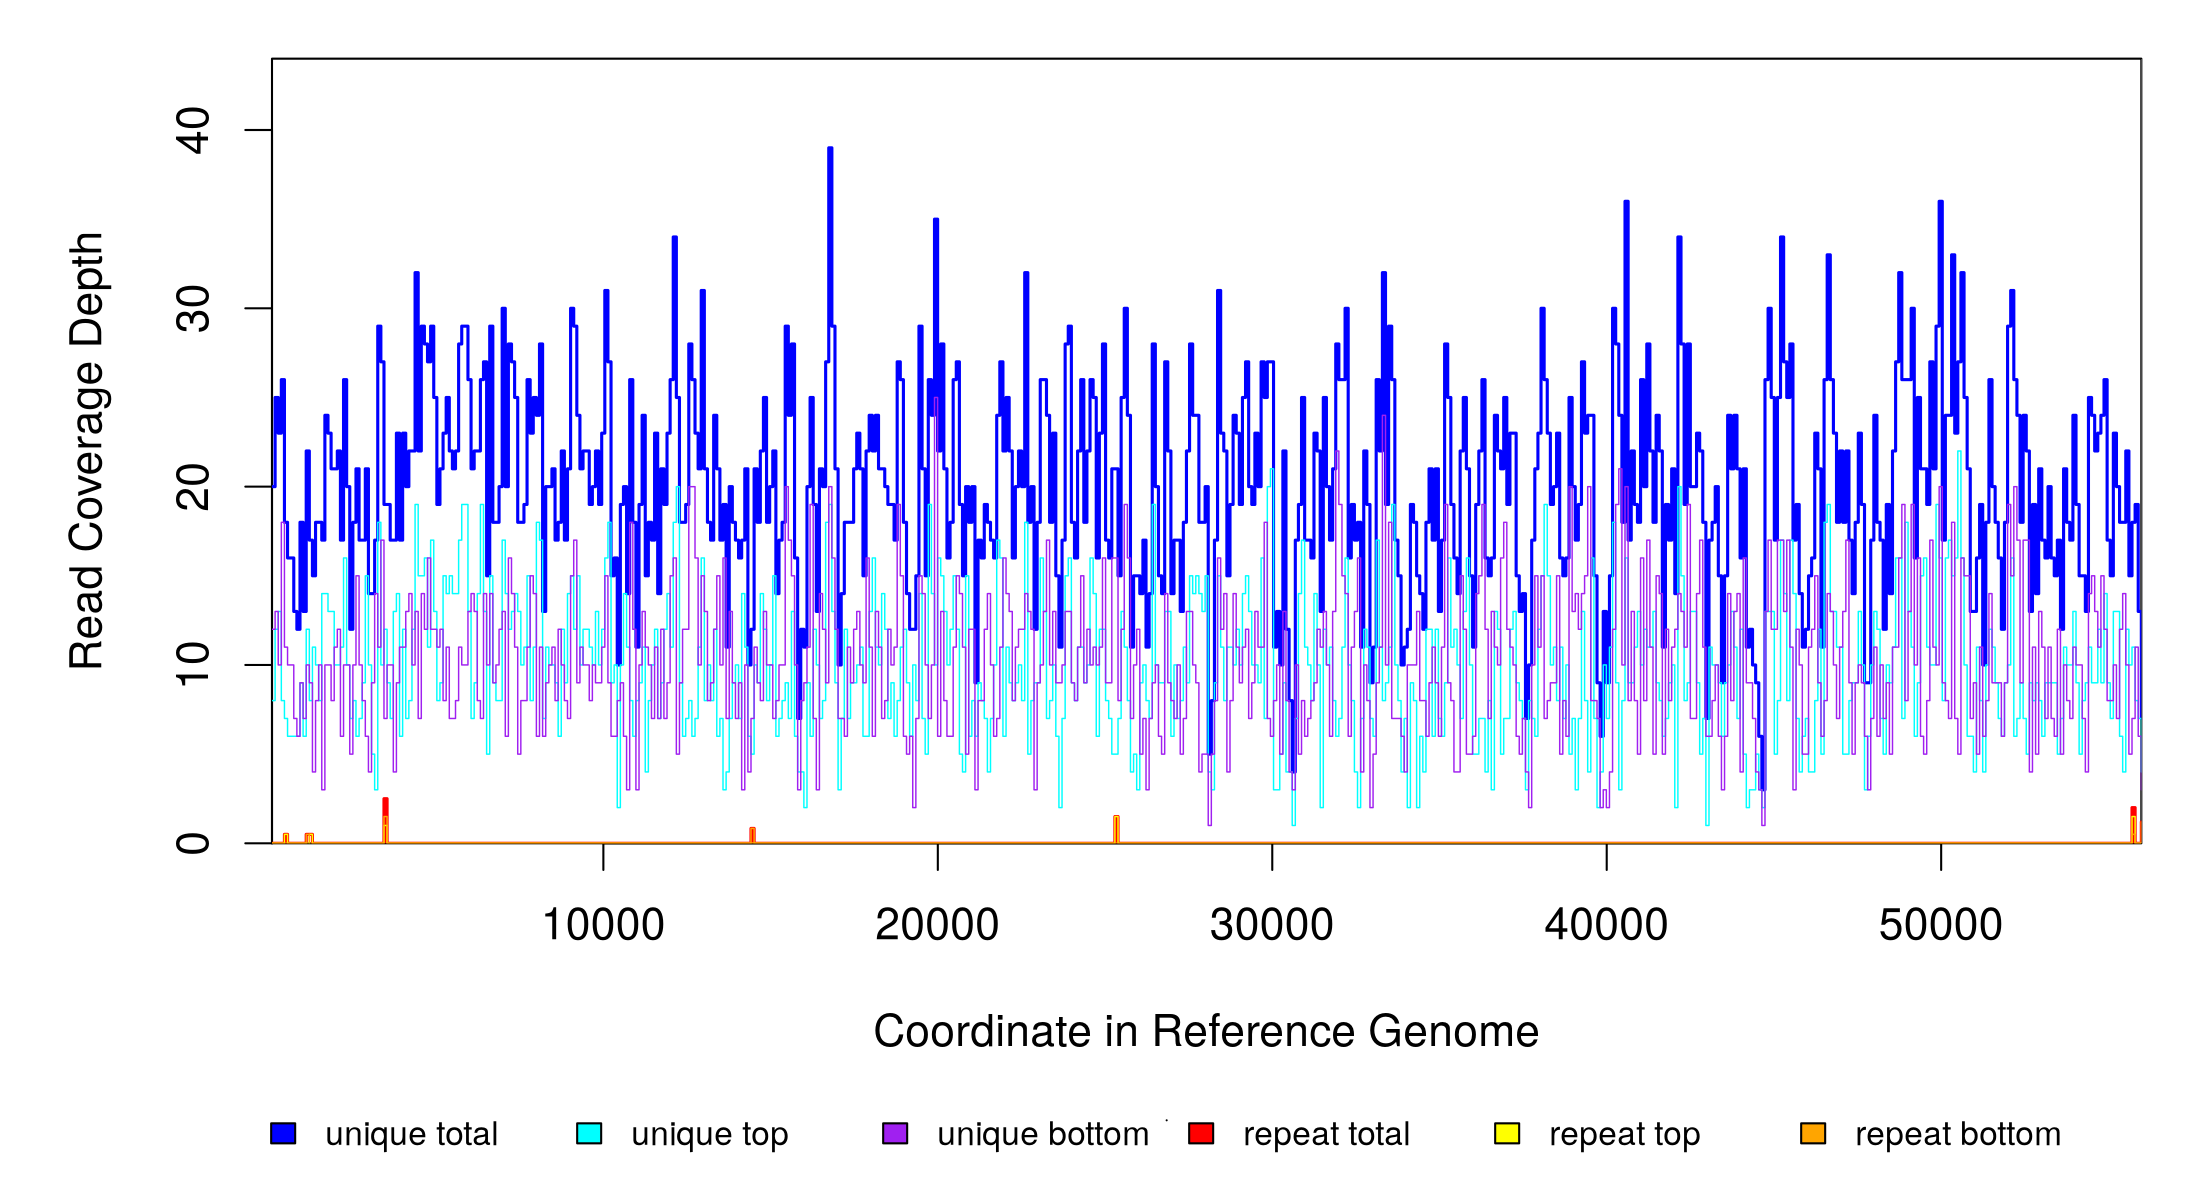 Read Coverage Depth
40
30
20
10
0
10000 20000 30000 40000 50000
Coordinate in Reference Genome
unique total unique top unique bottom repeat total repeat top repeat bottom